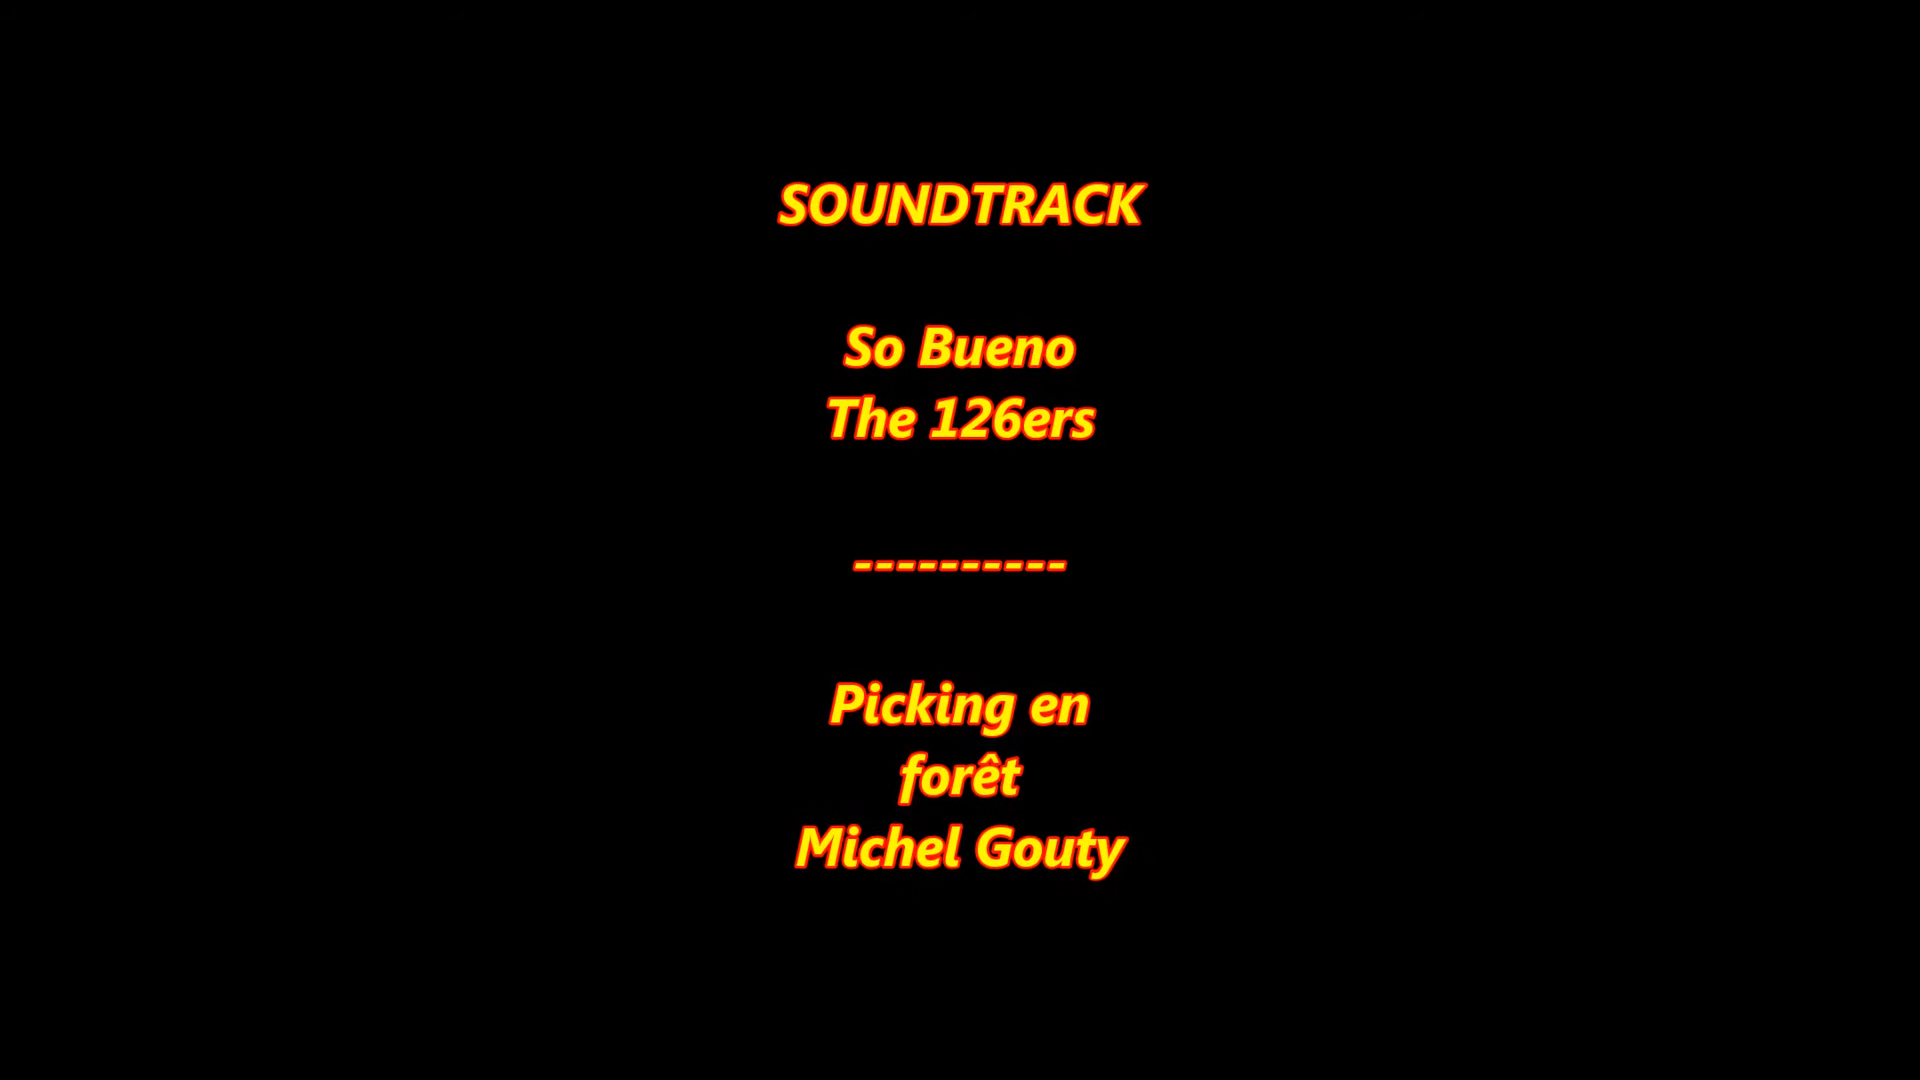 SOUNDTRACK
So Bueno
The 126ers
----------
Picking en
forêt
Michel Gouty